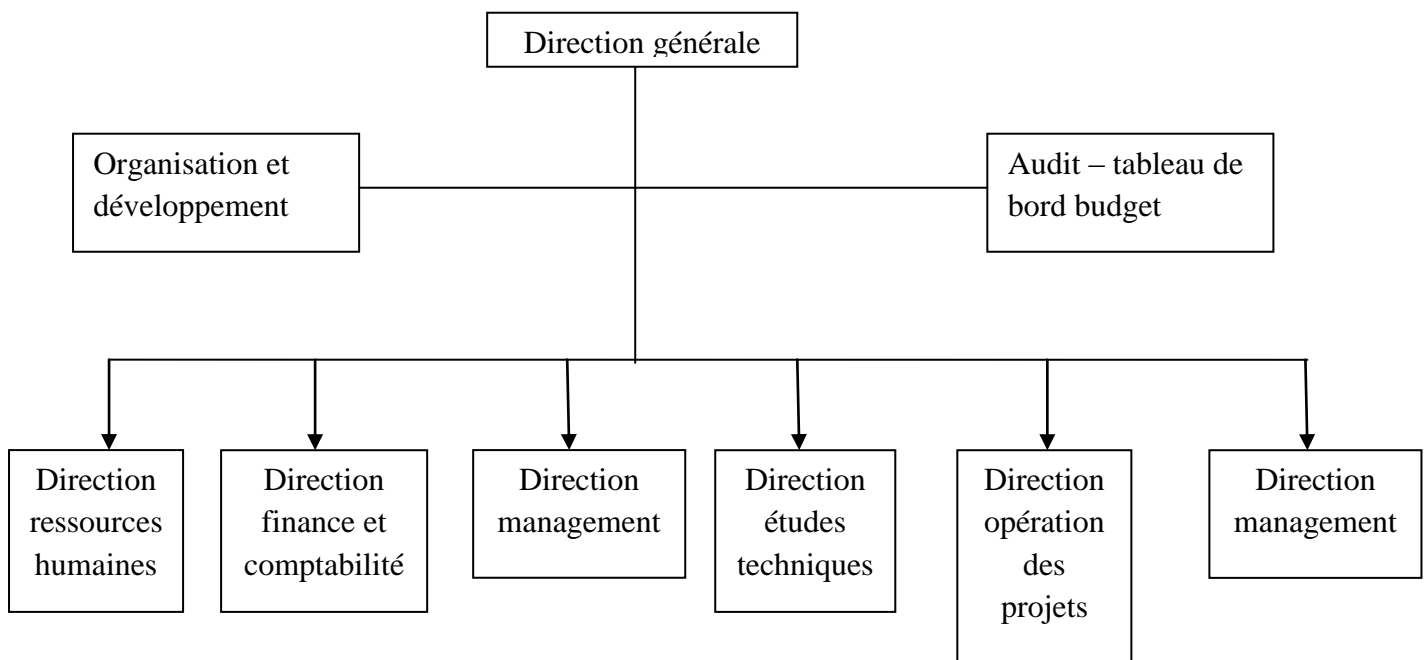 Direction générale
Organisation et
développement
Audit – tableau de
bord budget
Direction
ressources
humaines
Direction
finance et
comptabilité
Direction
management
Direction
études
techniques
Direction
opération
des
projets
Direction
management